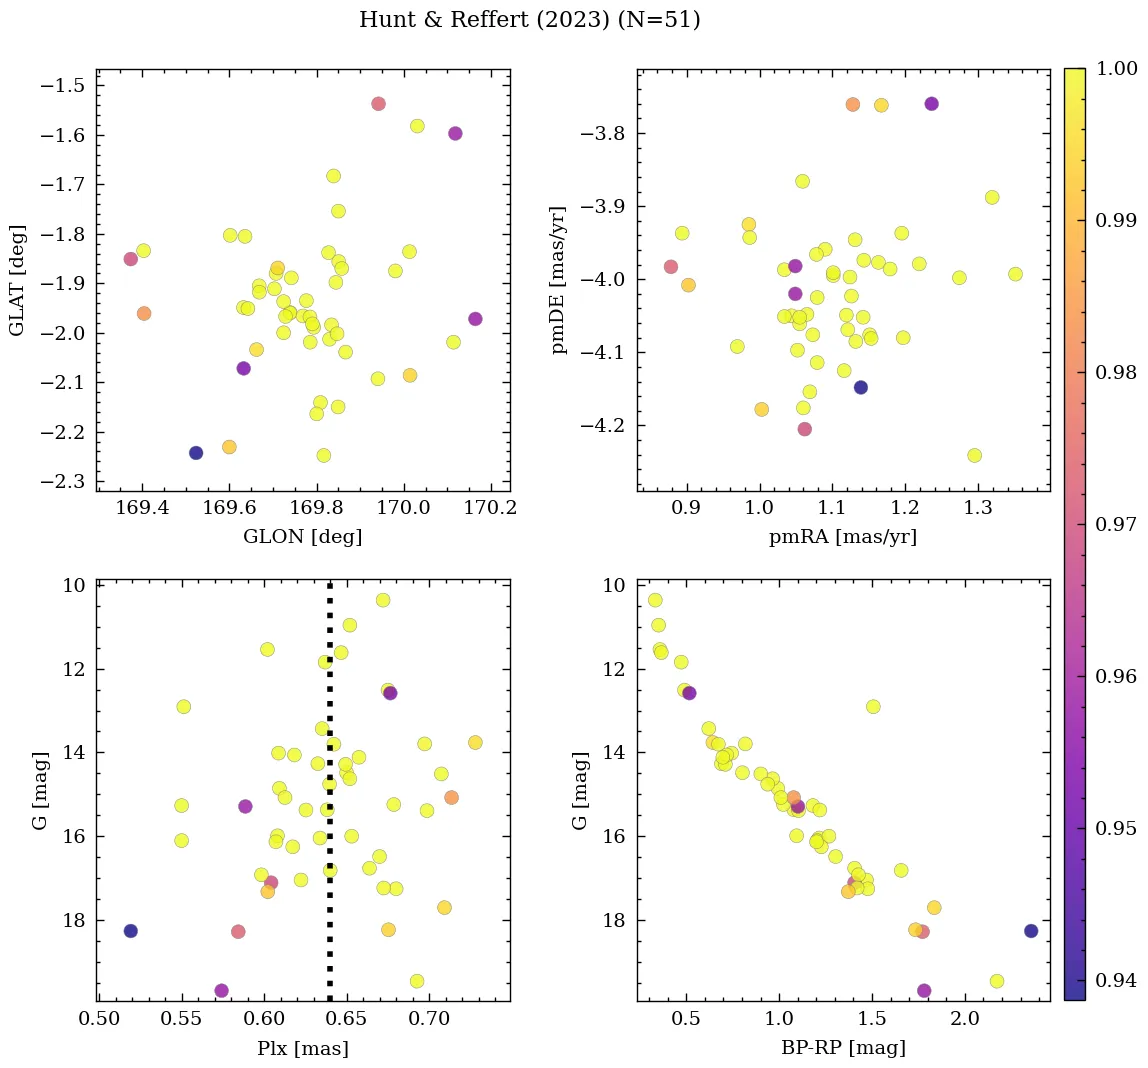 Hunt & Reffert (2023) (N=51)
−1.5
−1.6
−1.7
−1.8
−1.9
−2.0
−2.1
−2.2
−2.3
GLAT [deg]
169.4 169.6 169.8 170.0 170.2
GLON [deg]
−3.8
−3.9
−4.0
−4.1
−4.2
pmDE [mas/yr]
0.9 1.0 1.1 1.2 1.3
pmRA [mas/yr]
10
12
14
16
18
G [mag]
0.50 0.55 0.60 0.65 0.70
Plx [mas]
10
12
14
16
18
G [mag]
0.5 1.0 1.5 2.0
BP-RP [mag]
1.00
0.99
0.98
0.97
0.96
0.95
0.94